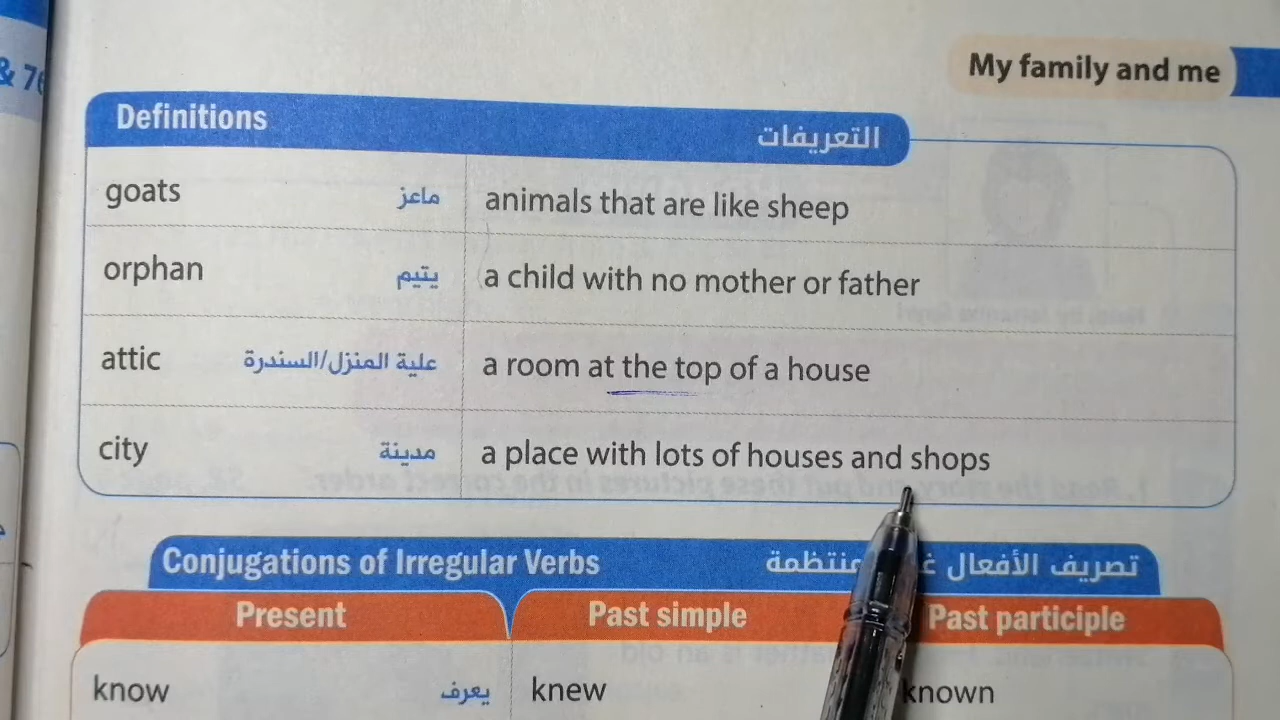 & 76
My family and me
Definitions التعريفات
goats ماعز animals that are like sheep
orphan يتيم a child with no mother or father
attic علية المنزل/السندرة a room at the top of a house
city مدينة a place with lots of houses and shops
Conjugations of Irregular Verbs تصريف الأفعال منتظمة
Present Past simple Past participle
know يعرف knew known